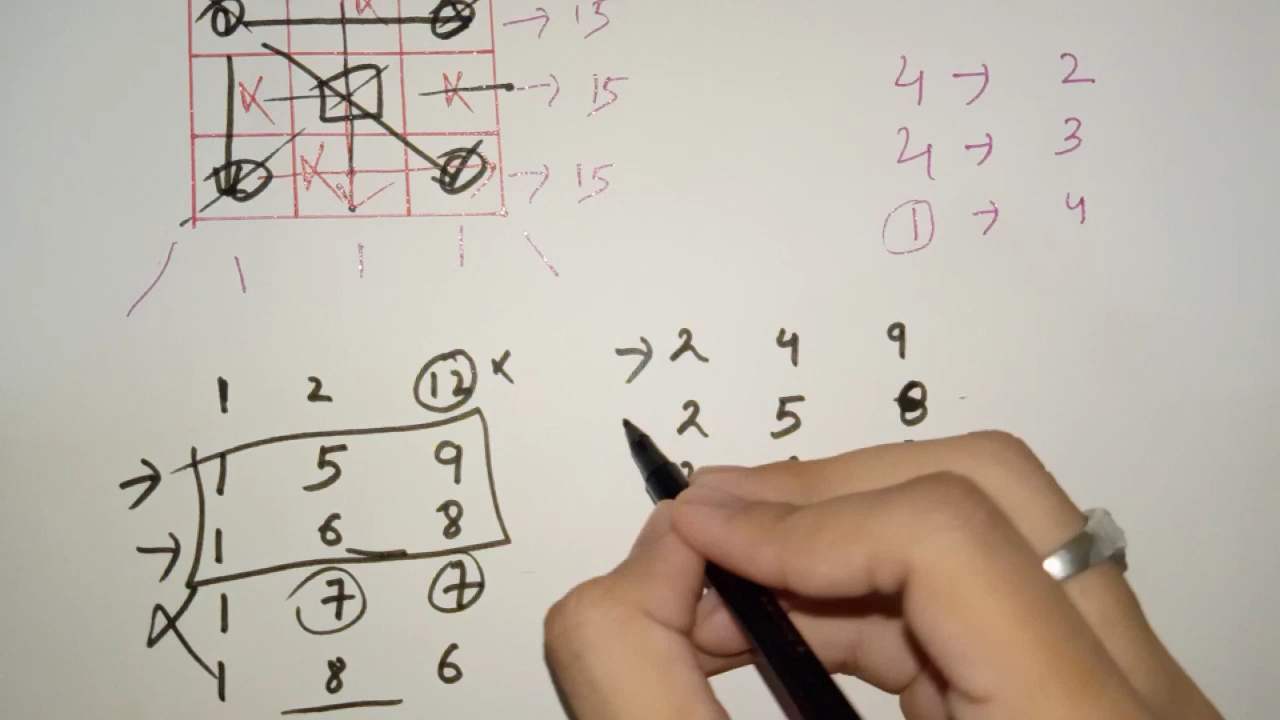 → 15
→ 15
→ 15
4 → 2
4 → 3
1 → 4
1 2 12 ×
→ 1 5 9
→ 1 6 8
1 7 7
1 8 6
→ 2 4 9
2 5 8